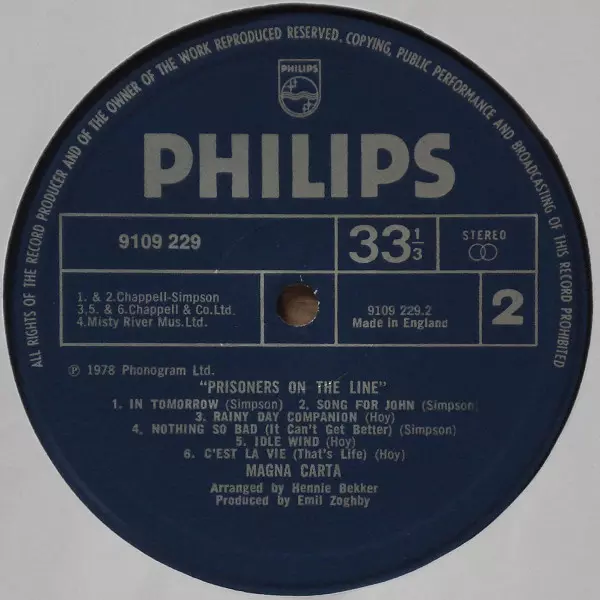 ALL RIGHTS OF THE RECORD PRODUCER AND OF THE OWNER OF THE WORK REPRODUCED RESERVED. COPYING, PUBLIC PERFORMANCE AND BROADCASTING OF THIS RECORD PROHIBITED
PHILIPS
PHILIPS
9109 229
33 1/3
STEREO
1. & 2.Chappell-Simpson
3,5. & 6.Chappell & Co.Ltd.
4.Misty River Mus.Ltd.
9109 229.2
Made in England
2
℗ 1978 Phonogram Ltd.
"PRISONERS ON THE LINE"
1. IN TOMORROW (Simpson) 2. SONG FOR JOHN (Simpson)
3. RAINY DAY COMPANION (Hoy)
4. NOTHING SO BAD (It Can't Get Better) (Simpson)
5. IDLE WIND (Hoy)
6. C'EST LA VIE (That's Life) (Hoy)
MAGNA CARTA
Arranged by Hennie Bekker
Produced by Emil Zoghby